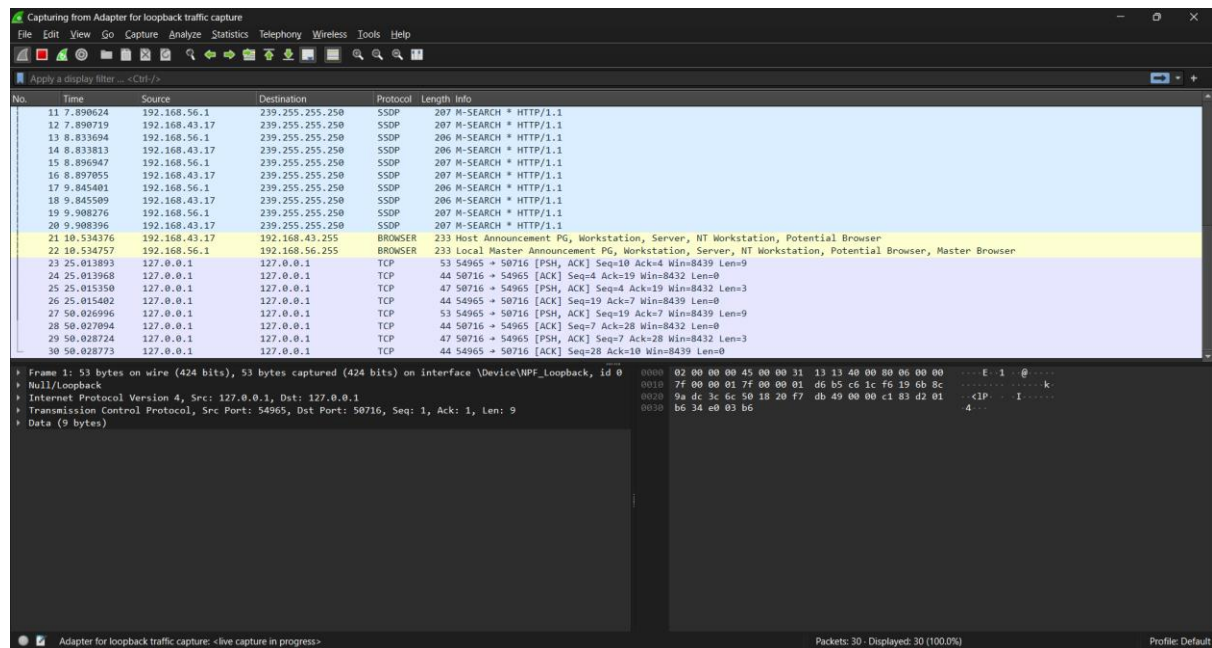 Capturing from Adapter for loopback traffic capture
File Edit View Go Capture Analyze Statistics Telephony Wireless Tools Help
Apply a display filter ... <Ctrl-/>
No. Time Source Destination Protocol Length Info
11 7.890624 192.168.56.1 239.255.255.250 SSDP 207 M-SEARCH * HTTP/1.1
12 7.890719 192.168.43.17 239.255.255.250 SSDP 207 M-SEARCH * HTTP/1.1
13 8.833694 192.168.56.1 239.255.255.250 SSDP 206 M-SEARCH * HTTP/1.1
14 8.833813 192.168.43.17 239.255.255.250 SSDP 206 M-SEARCH * HTTP/1.1
15 8.896947 192.168.56.1 239.255.255.250 SSDP 207 M-SEARCH * HTTP/1.1
16 8.897055 192.168.43.17 239.255.255.250 SSDP 207 M-SEARCH * HTTP/1.1
17 9.845401 192.168.56.1 239.255.255.250 SSDP 206 M-SEARCH * HTTP/1.1
18 9.845509 192.168.43.17 239.255.255.250 SSDP 206 M-SEARCH * HTTP/1.1
19 9.908276 192.168.56.1 239.255.255.250 SSDP 207 M-SEARCH * HTTP/1.1
20 9.908396 192.168.43.17 239.255.255.250 SSDP 207 M-SEARCH * HTTP/1.1
21 10.534376 192.168.43.17 192.168.43.255 BROWSER 233 Host Announcement PG, Workstation, Server, NT Workstation, Potential Browser
22 10.534757 192.168.56.1 192.168.56.255 BROWSER 233 Local Master Announcement PG, Workstation, Server, NT Workstation, Potential Browser, Master Browser
23 25.013893 127.0.0.1 127.0.0.1 TCP 53 54965 → 50716 [PSH, ACK] Seq=10 Ack=4 Win=8439 Len=9
24 25.013968 127.0.0.1 127.0.0.1 TCP 44 50716 → 54965 [ACK] Seq=4 Ack=19 Win=8432 Len=0
25 25.015350 127.0.0.1 127.0.0.1 TCP 47 50716 → 54965 [PSH, ACK] Seq=4 Ack=19 Win=8432 Len=3
26 25.015402 127.0.0.1 127.0.0.1 TCP 44 54965 → 50716 [ACK] Seq=19 Ack=7 Win=8439 Len=0
27 50.026996 127.0.0.1 127.0.0.1 TCP 53 54965 → 50716 [PSH, ACK] Seq=19 Ack=7 Win=8439 Len=9
28 50.027094 127.0.0.1 127.0.0.1 TCP 44 50716 → 54965 [ACK] Seq=7 Ack=28 Win=8432 Len=0
29 50.028724 127.0.0.1 127.0.0.1 TCP 47 50716 → 54965 [PSH, ACK] Seq=7 Ack=28 Win=8432 Len=3
30 50.028773 127.0.0.1 127.0.0.1 TCP 44 54965 → 50716 [ACK] Seq=28 Ack=10 Win=8439 Len=0
Frame 1: 53 bytes on wire (424 bits), 53 bytes captured (424 bits) on interface \Device\NPF_Loopback, id 0
Null/Loopback
Internet Protocol Version 4, Src: 127.0.0.1, Dst: 127.0.0.1
Transmission Control Protocol, Src Port: 54965, Dst Port: 50716, Seq: 1, Ack: 1, Len: 9
Data (9 bytes)
0000 02 00 00 00 45 00 00 31 13 13 40 00 80 06 00 00 ····E··1 ··@·····
0010 7f 00 00 01 7f 00 00 01 d6 b5 c6 1c f6 19 6b 8c ········ ······k·
0020 9a dc 3c 6c 50 18 20 f7 db 49 00 00 c1 83 d2 01 ··<lP· · ·I······
0030 b6 34 e0 03 b6 ·4···
Adapter for loopback traffic capture: <live capture in progress>
Packets: 30 · Displayed: 30 (100.0%)
Profile: Default